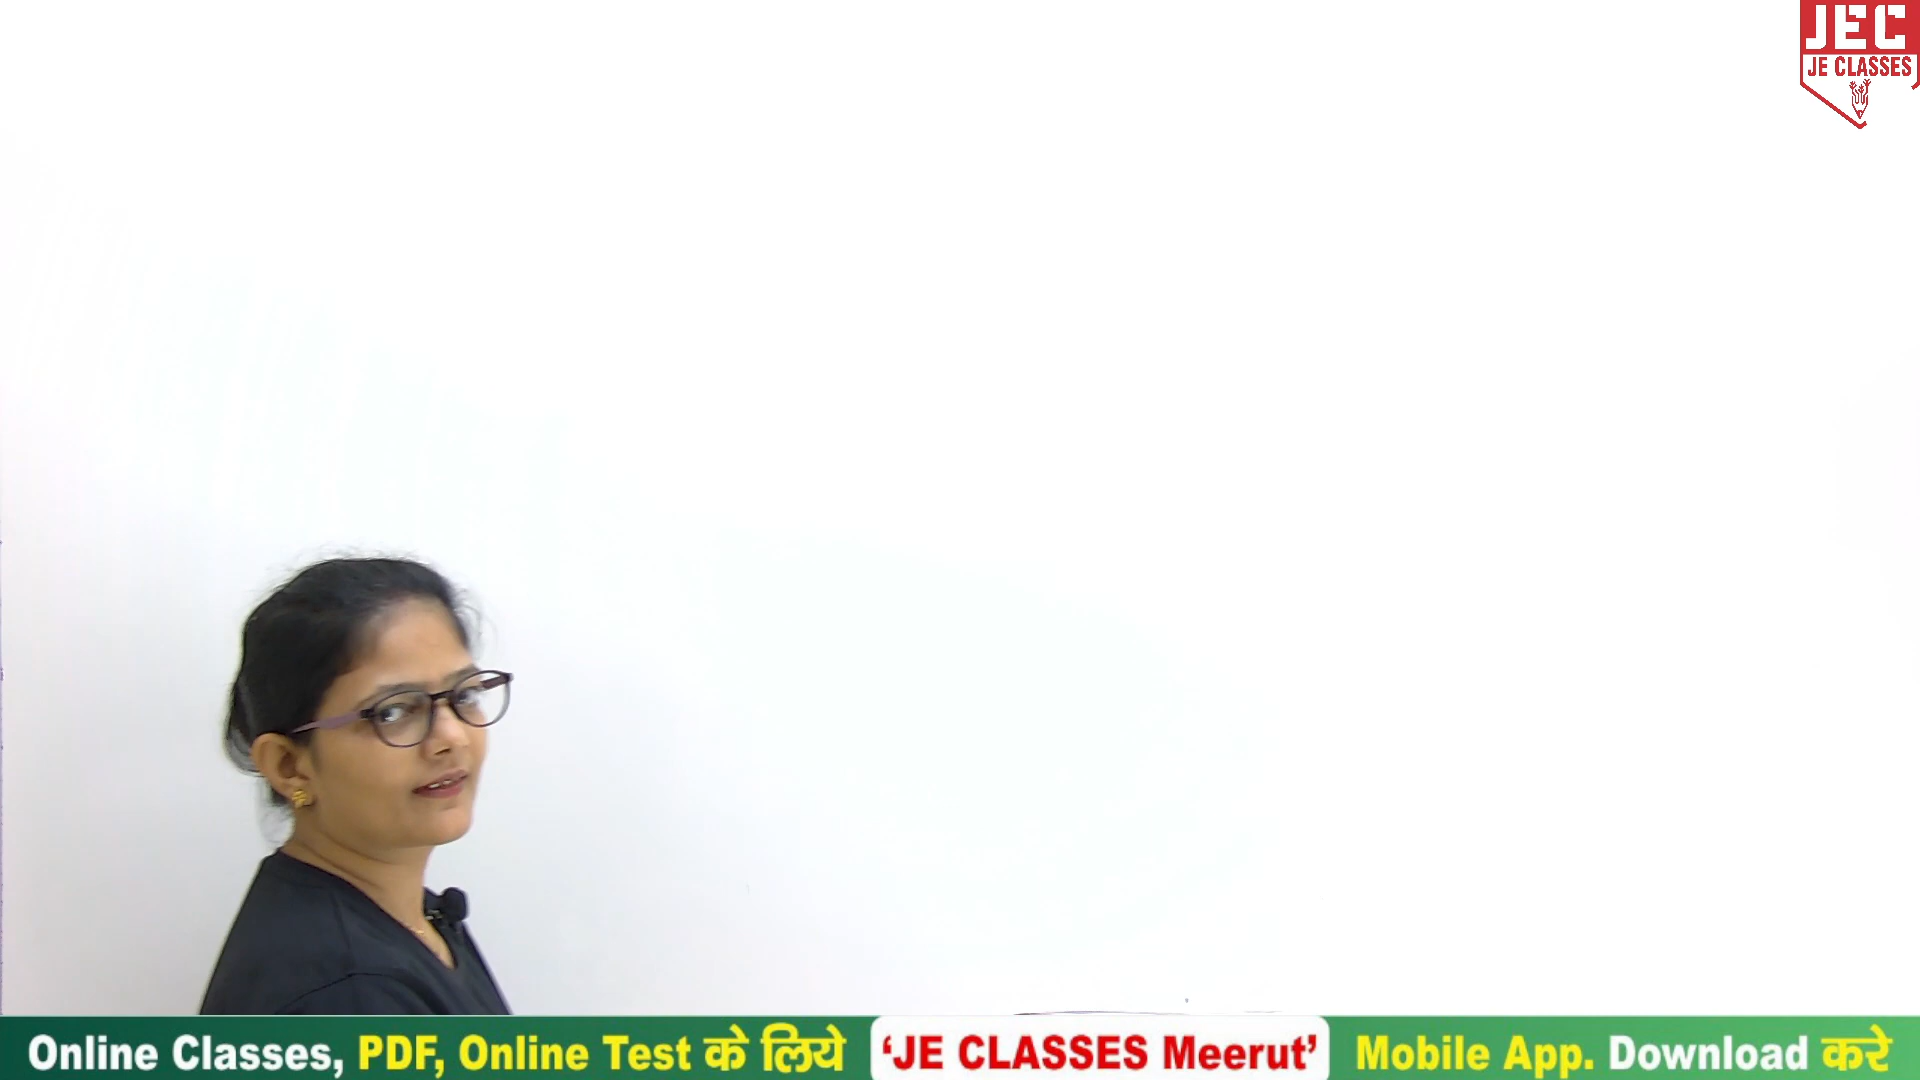 JEC
JE CLASSES
Online Classes, PDF, Online Test के लिये 'JE CLASSES Meerut' Mobile App. Download करे